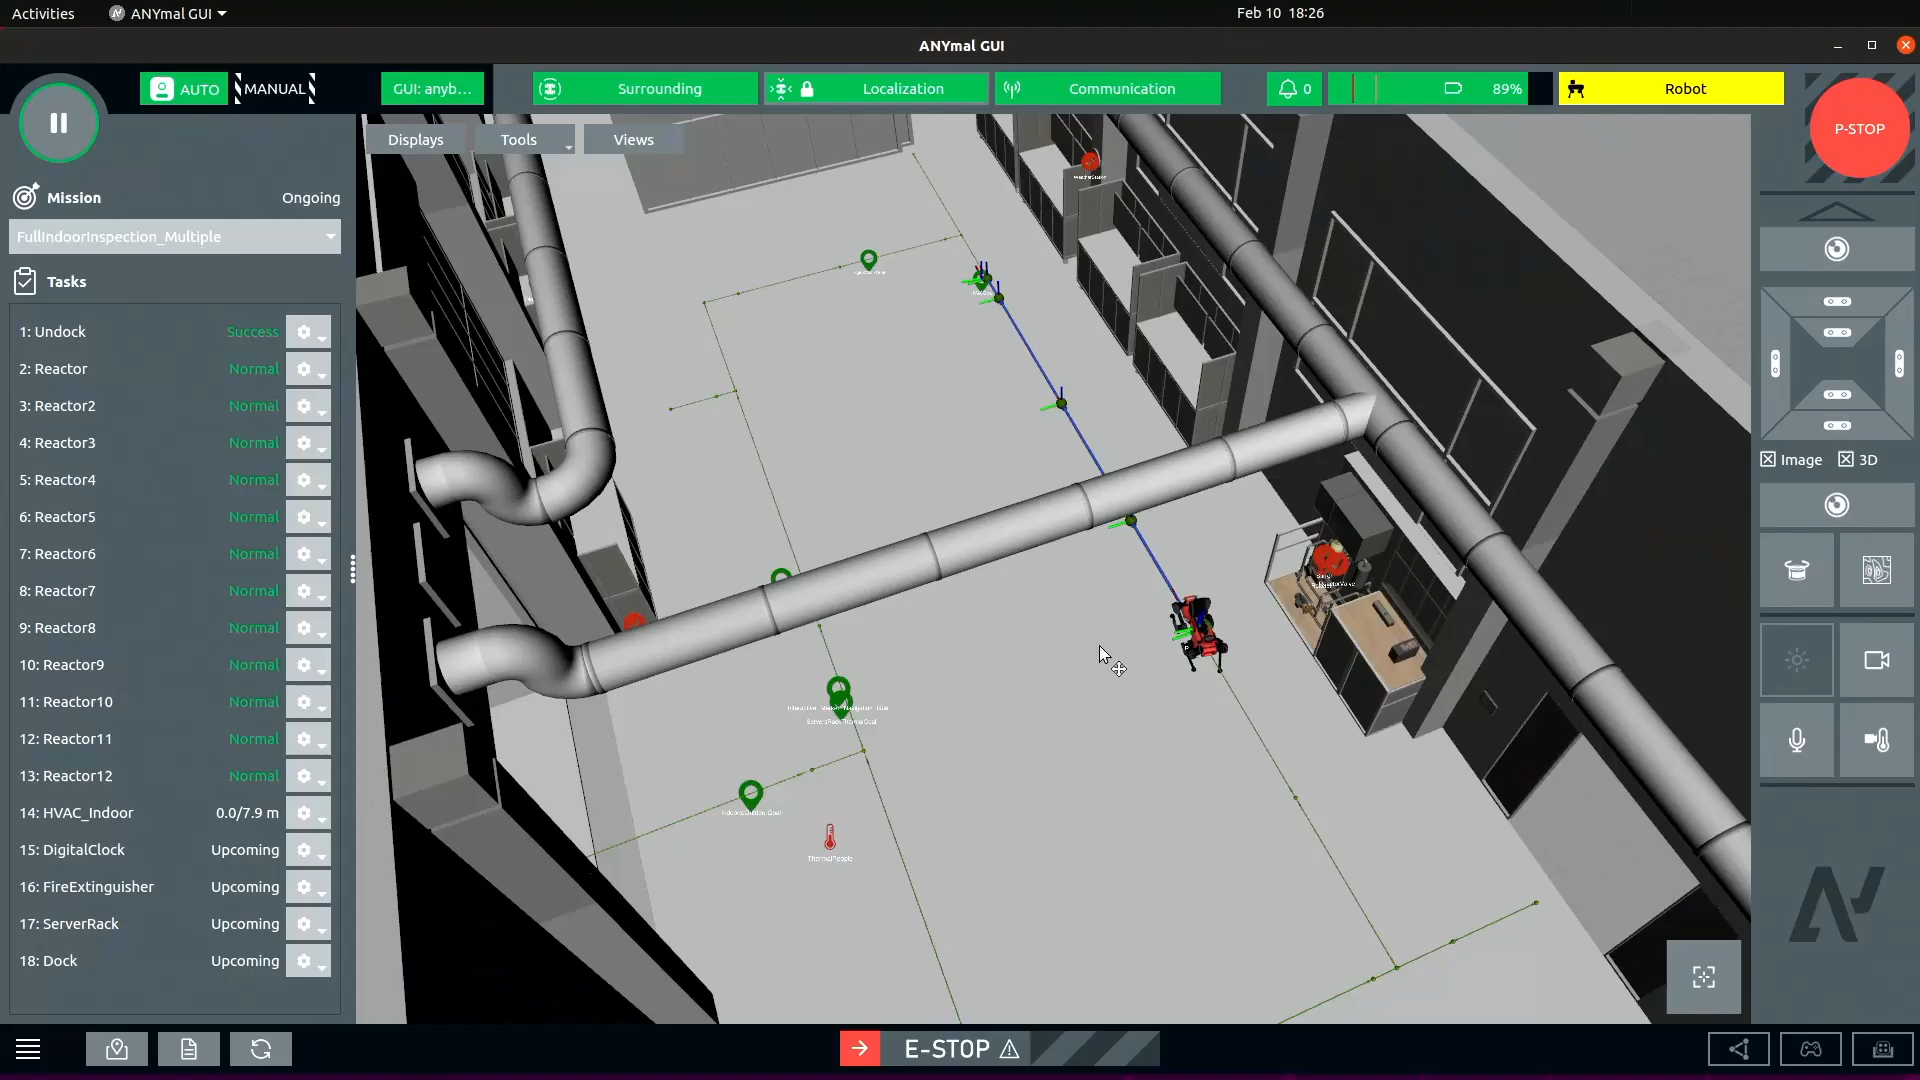 Activities
ANYmal GUI
Feb 10 18:26
ANYmal GUI
AUTO
MANUAL
GUI: anyb...
Surrounding
Localization
Communication
0
89%
Robot
P-STOP
Displays
Tools
Views
Mission
Ongoing
FullIndoorInspection_Multiple
Tasks
1: Undock Success
2: Reactor Normal
3: Reactor2 Normal
4: Reactor3 Normal
5: Reactor4 Normal
6: Reactor5 Normal
7: Reactor6 Normal
8: Reactor7 Normal
9: Reactor8 Normal
10: Reactor9 Normal
11: Reactor10 Normal
12: Reactor11 Normal
13: Reactor12 Normal
14: HVAC_Indoor 0.0/7.9 m
15: DigitalClock Upcoming
16: FireExtinguisher Upcoming
17: ServerRack Upcoming
18: Dock Upcoming
WeatherStation
ThermalPeople
Image
3D
E-STOP